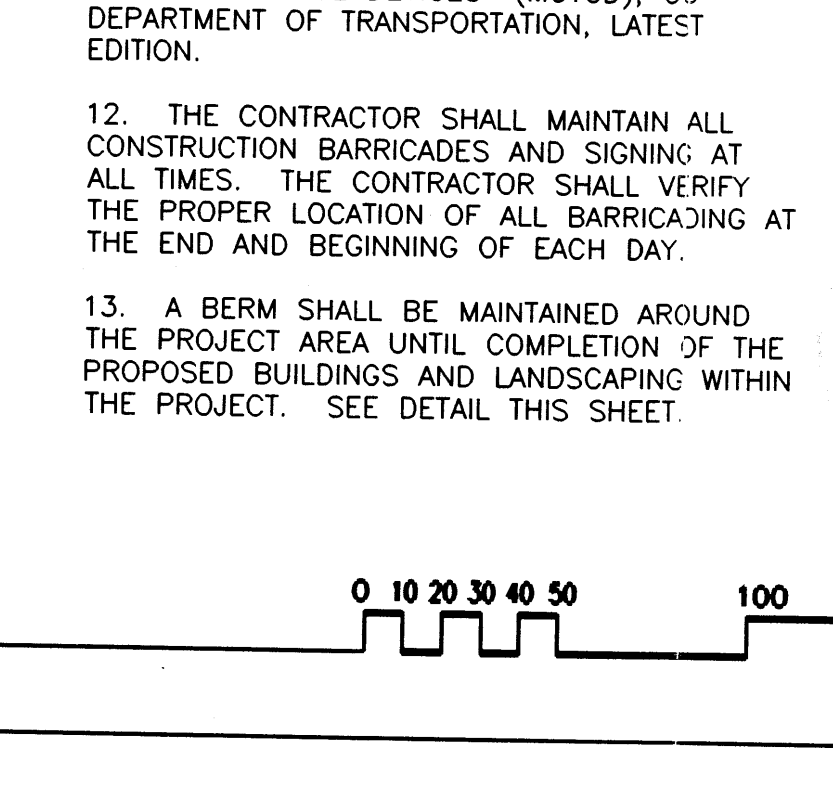 DEPARTMENT OF TRANSPORTATION, LATEST
EDITION.
12. THE CONTRACTOR SHALL MAINTAIN ALL
CONSTRUCTION BARRICADES AND SIGNING AT
ALL TIMES. THE CONTRACTOR SHALL VERIFY
THE PROPER LOCATION OF ALL BARRICADING AT
THE END AND BEGINNING OF EACH DAY.
13. A BERM SHALL BE MAINTAINED AROUND
THE PROJECT AREA UNTIL COMPLETION OF THE
PROPOSED BUILDINGS AND LANDSCAPING WITHIN
THE PROJECT. SEE DETAIL THIS SHEET.
0 10 20 30 40 50 100